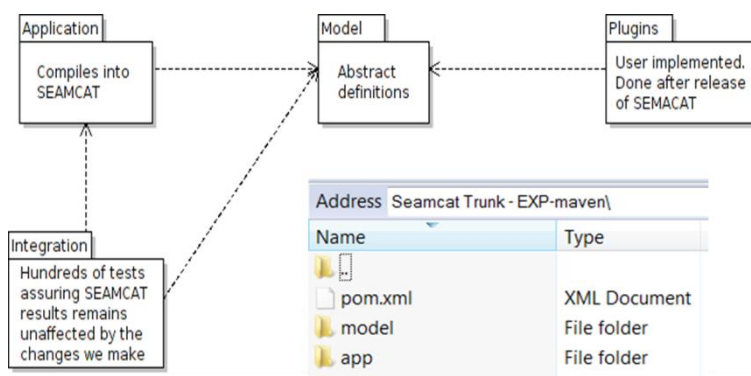 Application
Compiles into
SEAMCAT
Model
Abstract
definitions
Plugins
User implemented.
Done after release
of SEMACAT
Integration
Hundreds of tests
assuring SEAMCAT
results remains
unaffected by the
changes we make
Address Seamcat Trunk - EXP-maven\
Name Type
..
pom.xml XML Document
model File folder
app File folder